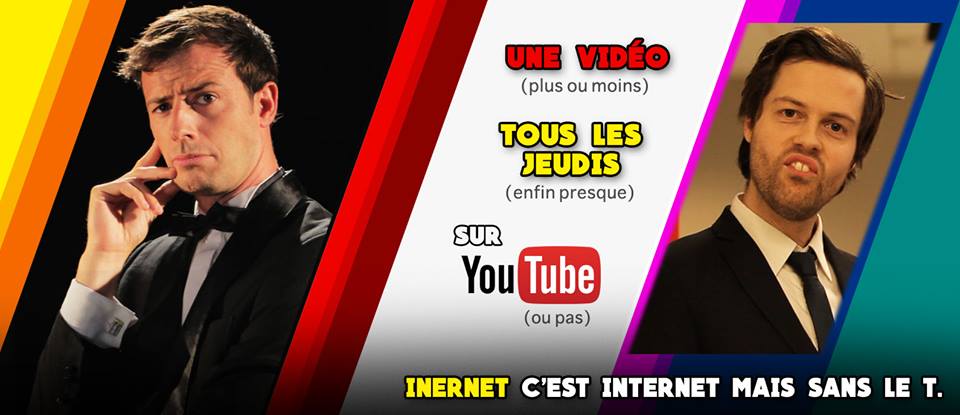 UNE VIDÉO
(plus ou moins)
TOUS LES
JEUDIS
(enfin presque)
SUR
YouTube
(ou pas)
INERNET C'EST INTERNET MAIS SANS LE T.